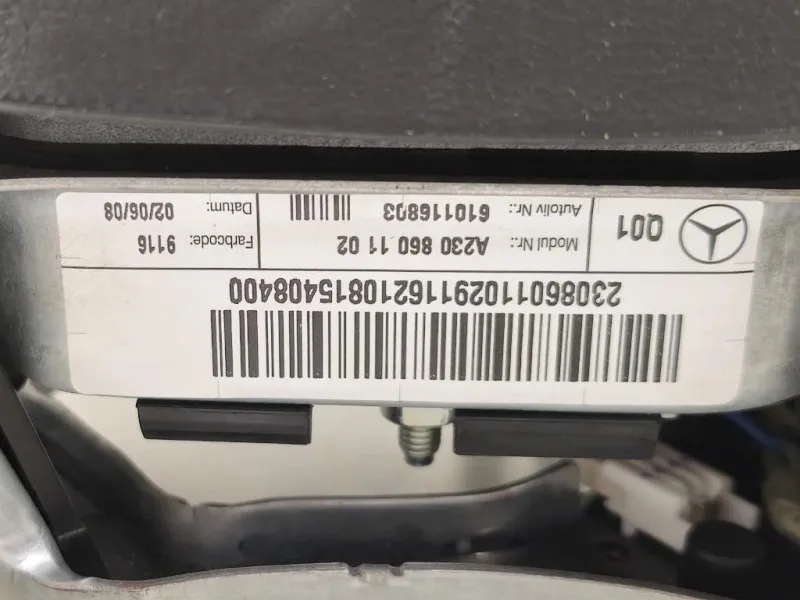 23086011029116210815408400
Q01
Modul Nr.: A230 860 11 02
Farbcode: 9116
Autoliv Nr.: 610116803
Datum: 02/06/08